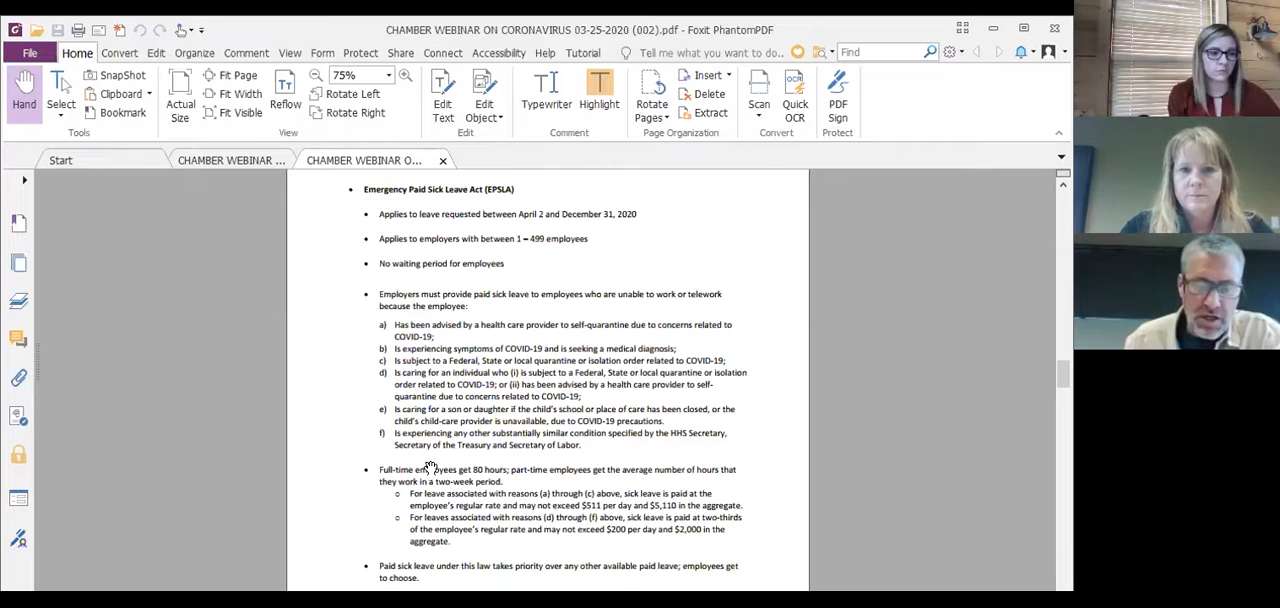 CHAMBER WEBINAR ON CORONAVIRUS 03-25-2020 (002).pdf - Foxit PhantomPDF
File Home Convert Edit Organize Comment View Form Protect Share Connect Accessibility Help Tutorial Tell me what you want to do... Find
Hand
Select
SnapShot
Clipboard
Bookmark
Tools
Actual Size
Fit Page
Fit Width
Fit Visible
Reflow
75%
Rotate Left
Rotate Right
View
Edit Text
Edit Object
Edit
Typewriter
Highlight
Comment
Rotate Pages
Insert
Delete
Extract
Page Organization
Scan
Quick OCR
Convert
PDF Sign
Protect
Start CHAMBER WEBINAR ... CHAMBER WEBINAR O...
• Emergency Paid Sick Leave Act (EPSLA)
• Applies to leave requested between April 2 and December 31, 2020
• Applies to employers with between 1 – 499 employees
• No waiting period for employees
• Employers must provide paid sick leave to employees who are unable to work or telework
because the employee:
a) Has been advised by a health care provider to self-quarantine due to concerns related to
COVID-19;
b) Is experiencing symptoms of COVID-19 and is seeking a medical diagnosis;
c) Is subject to a Federal, State or local quarantine or isolation order related to COVID-19;
d) Is caring for an individual who (i) is subject to a Federal, State or local quarantine or isolation
order related to COVID-19; or (ii) has been advised by a health care provider to self-
quarantine due to concerns related to COVID-19;
e) Is caring for a son or daughter if the child's school or place of care has been closed, or the
child's child-care provider is unavailable, due to COVID-19 precautions.
f) Is experiencing any other substantially similar condition specified by the HHS Secretary,
Secretary of the Treasury and Secretary of Labor.
• Full-time employees get 80 hours; part-time employees get the average number of hours that
they work in a two-week period.
o For leave associated with reasons (a) through (c) above, sick leave is paid at the
employee's regular rate and may not exceed $511 per day and $5,110 in the aggregate.
o For leaves associated with reasons (d) through (f) above, sick leave is paid at two-thirds
of the employee's regular rate and may not exceed $200 per day and $2,000 in the
aggregate.
• Paid sick leave under this law takes priority over any other available paid leave; employees get
to choose.